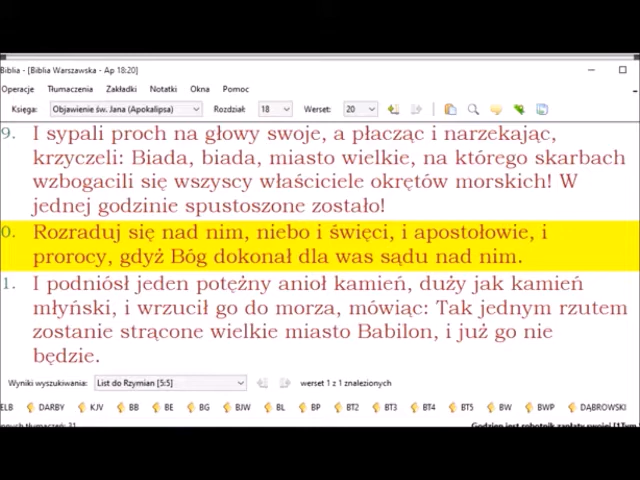 Biblia - [Biblia Warszawska - Ap 18:20]
Operacje Tłumaczenia Zakładki Notatki Okna Pomoc
Księga: Objawienie św. Jana (Apokalipsa) Rozdział: 18 Werset: 20
9. I sypali proch na głowy swoje, a płacząc i narzekając,
krzyczeli: Biada, biada, miasto wielkie, na którego skarbach
wzbogacili się wszyscy właściciele okrętów morskich! W
jednej godzinie spustoszone zostało!
0. Rozraduj się nad nim, niebo i święci, i apostołowie, i
prorocy, gdyż Bóg dokonał dla was sądu nad nim.
1. I podniósł jeden potężny anioł kamień, duży jak kamień
młyński, i wrzucił go do morza, mówiąc: Tak jednym rzutem
zostanie strącone wielkie miasto Babilon, i już go nie
będzie.
Wyniki wyszukiwania: List do Rzymian [5:5] werset 1 z 1 znalezionych
ELB DARBY KJV BB BE BG BJW BL BP BT2 BT3 BT4 BT5 BW BWP DĄBROWSKI